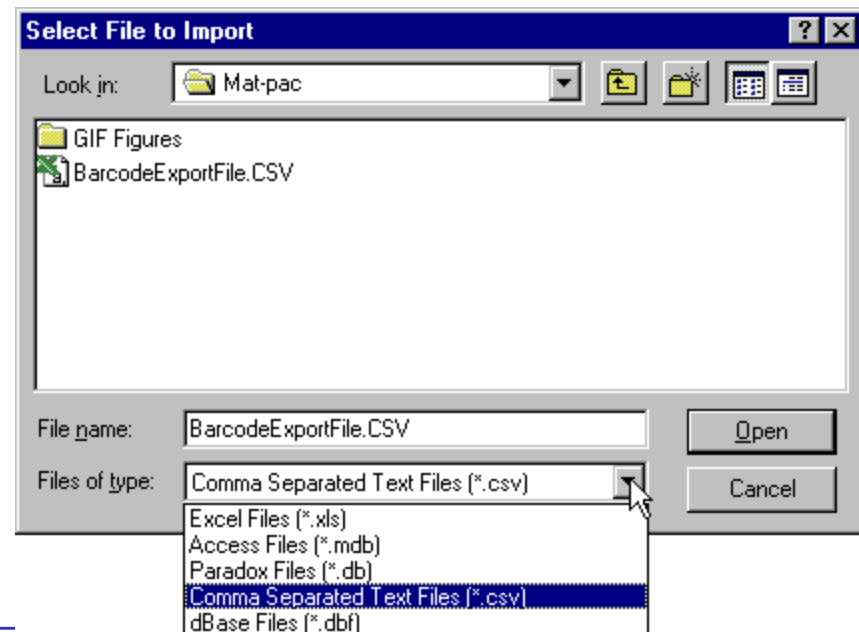 Select File to Import
Look in: Mat-pac
GIF Figures
BarcodeExportFile.CSV
File name: BarcodeExportFile.CSV Open
Files of type: Comma Separated Text Files (*.csv) Cancel
Excel Files (*.xls)
Access Files (*.mdb)
Paradox Files (*.db)
Comma Separated Text Files (*.csv)
dBase Files (*.dbf)